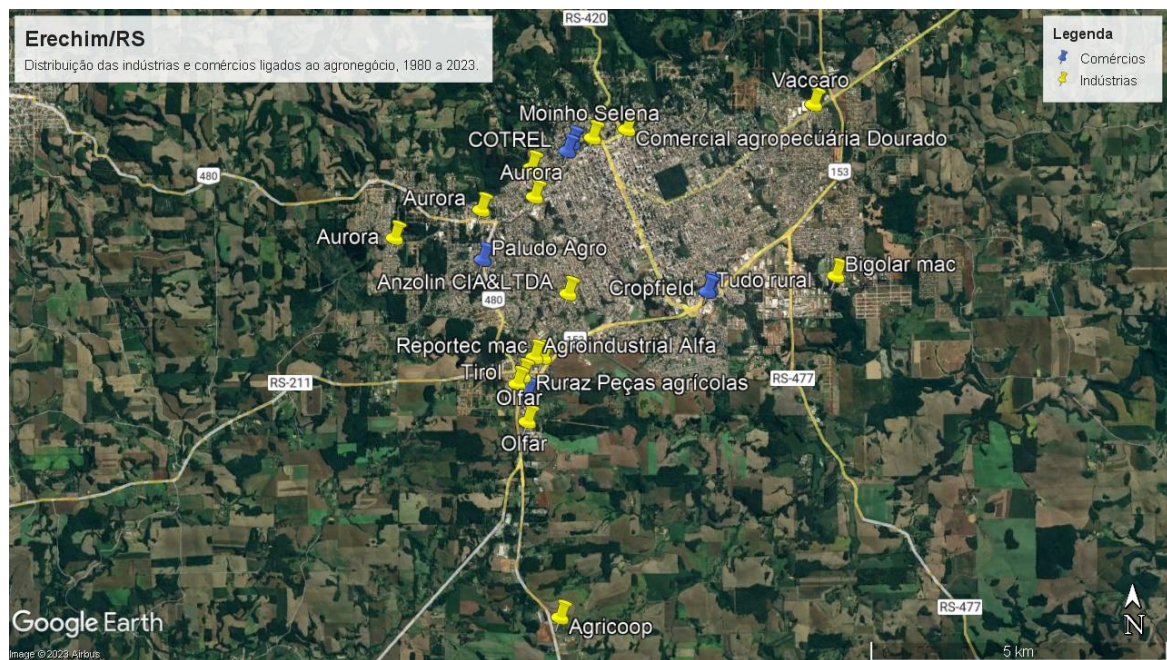 Erechim/RS
Distribuição das indústrias e comércios ligados ao agronegócio, 1980 a 2023.
RS-420
Legenda
Comércios
Indústrias
Vaccaro
Moinho Selena
COTREL
Comercial agropecúária Dourado
Aurora
153
480
Aurora
Aurora
Paludo Agro
Bigolar mac
Anzolin CIA&LTDA
Cropfield
Tudo rural
480
153
Reportec mac
Agroindustrial Alfa
Tirol
RS-211
Ruraz Peças agrícolas
RS-477
Olfar
Olfar
RS-477
Agricoop
N
Google Earth
Image © 2023 Airbus
5 km